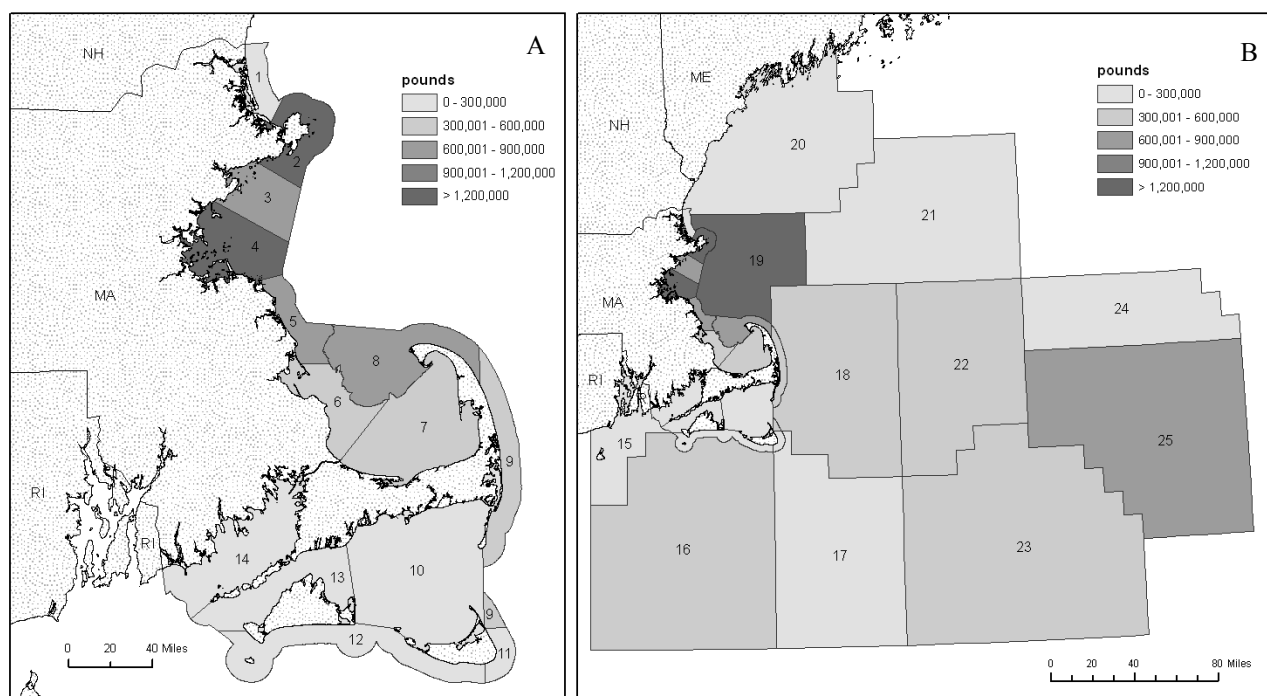 A
NH
MA
RI
RI
1
2
3
4
5
6
7
8
9
9
10
11
12
13
14
pounds
0 - 300,000
300,001 - 600,000
600,001 - 900,000
900,001 - 1,200,000
> 1,200,000
0 20 40 Miles
B
ME
NH
MA
RI
15
16
17
18
19
20
21
22
23
24
25
pounds
0 - 300,000
300,001 - 600,000
600,001 - 900,000
900,001 - 1,200,000
> 1,200,000
0 20 40 80 Miles